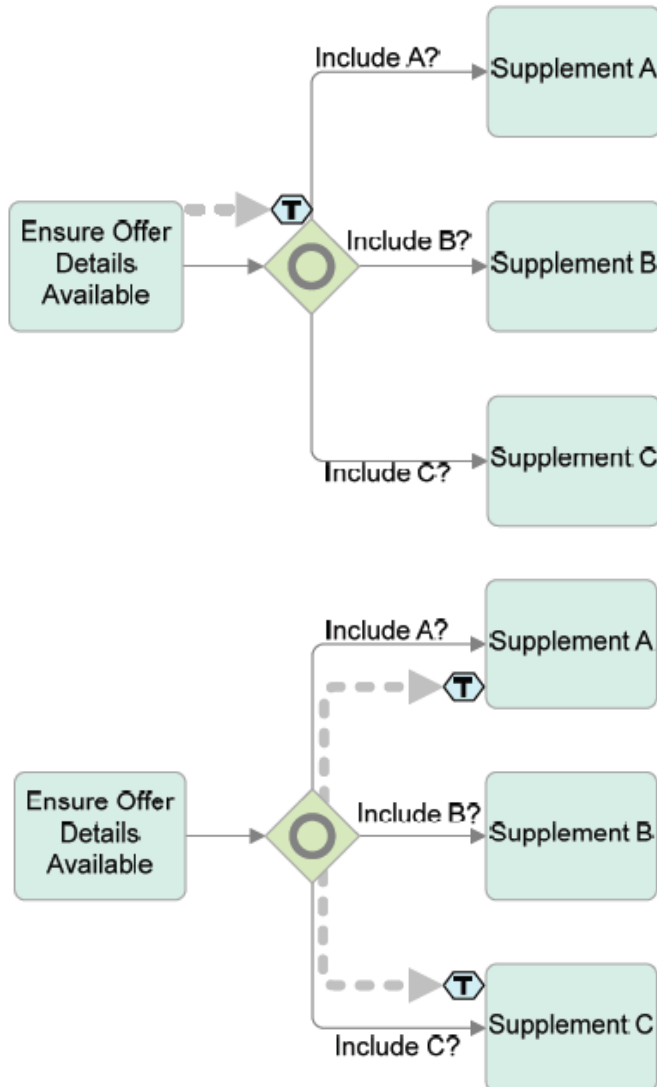 Include A?
Supplement A
T
Ensure Offer
Details
Available
Include B?
Supplement B
Supplement C
Include C?
Include A?
Supplement A
T
Ensure Offer
Details
Available
Include B?
Supplement B
T
Supplement C
Include C?